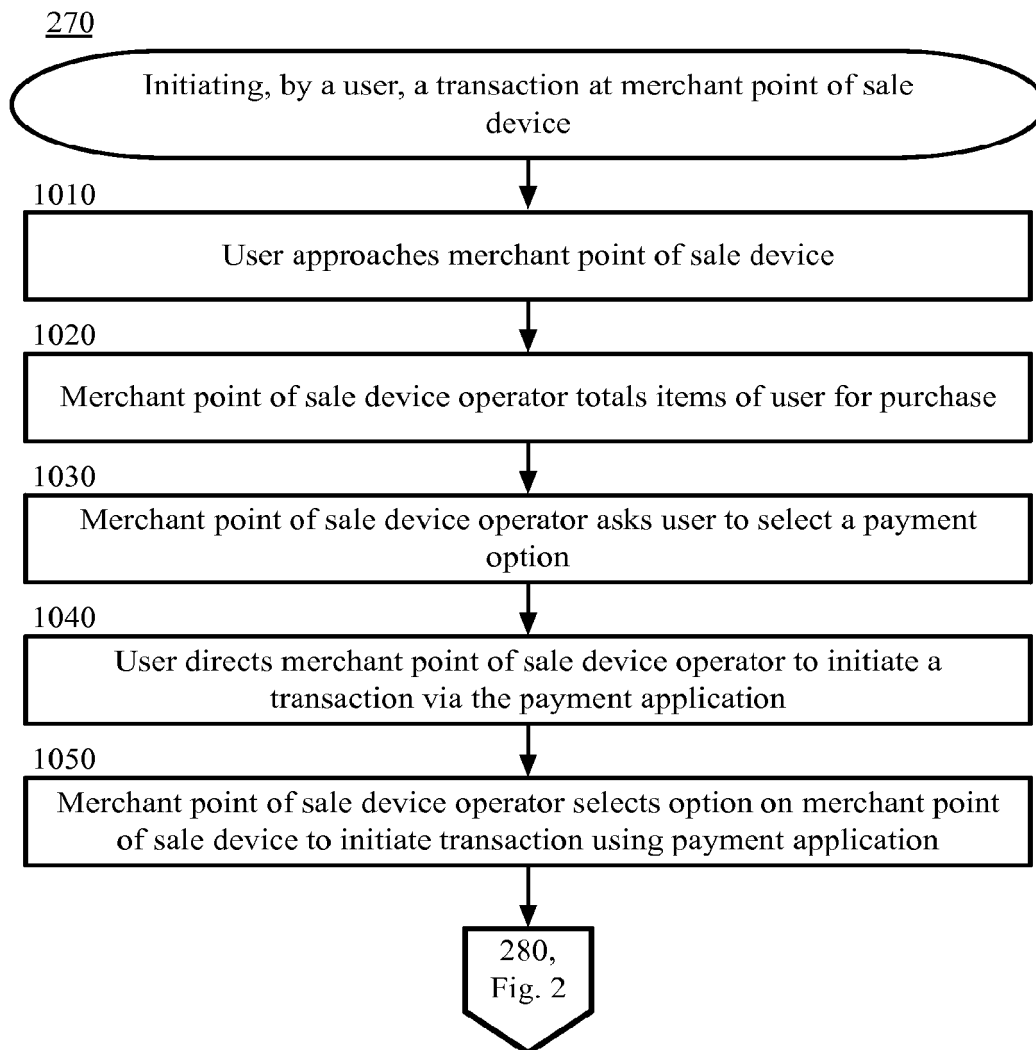 270
Initiating, by a user, a transaction at merchant point of sale
device
1010
User approaches merchant point of sale device
1020
Merchant point of sale device operator totals items of user for purchase
1030
Merchant point of sale device operator asks user to select a payment
option
1040
User directs merchant point of sale device operator to initiate a
transaction via the payment application
1050
Merchant point of sale device operator selects option on merchant point
of sale device to initiate transaction using payment application
280,
Fig. 2